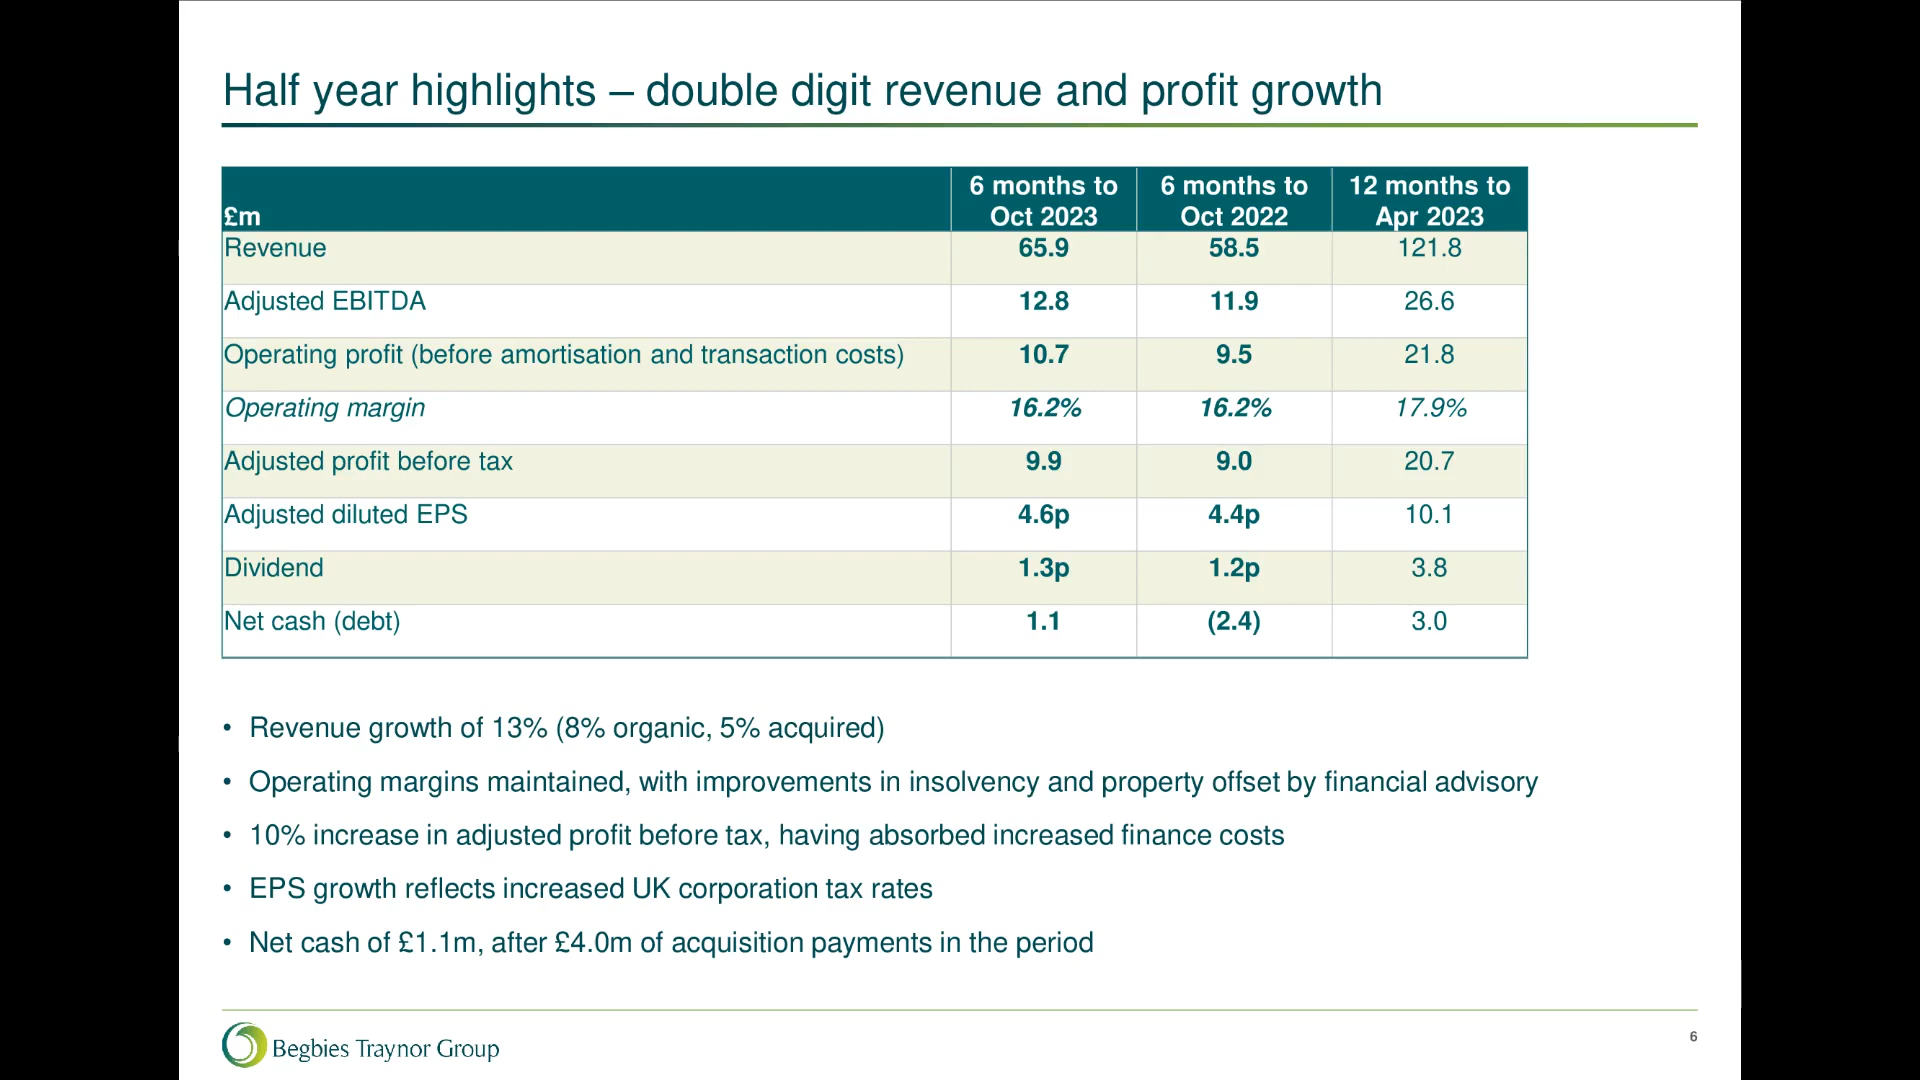 Half year highlights – double digit revenue and profit growth
£m 6 months to Oct 2023 6 months to Oct 2022 12 months to Apr 2023
Revenue 65.9 58.5 121.8
Adjusted EBITDA 12.8 11.9 26.6
Operating profit (before amortisation and transaction costs) 10.7 9.5 21.8
Operating margin 16.2% 16.2% 17.9%
Adjusted profit before tax 9.9 9.0 20.7
Adjusted diluted EPS 4.6p 4.4p 10.1
Dividend 1.3p 1.2p 3.8
Net cash (debt) 1.1 (2.4) 3.0
• Revenue growth of 13% (8% organic, 5% acquired)
• Operating margins maintained, with improvements in insolvency and property offset by financial advisory
• 10% increase in adjusted profit before tax, having absorbed increased finance costs
• EPS growth reflects increased UK corporation tax rates
• Net cash of £1.1m, after £4.0m of acquisition payments in the period
Begbies Traynor Group
6